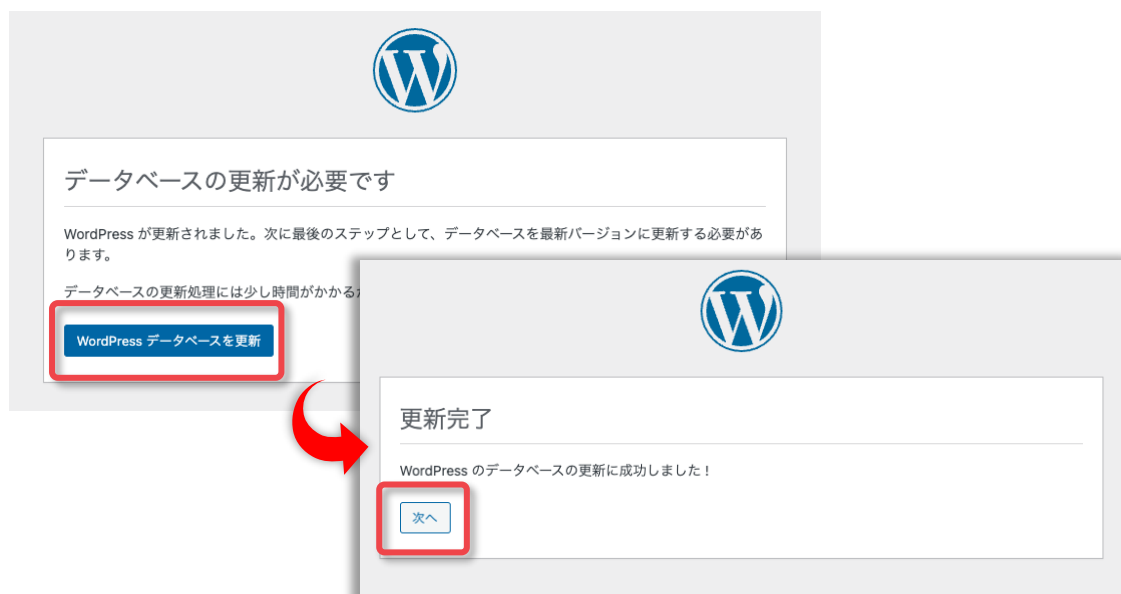 データベースの更新が必要です
WordPress が更新されました。次に最後のステップとして、データベースを最新バージョンに更新する必要があ
ります。
データベースの更新処理には少し時間がかかる
WordPress データベースを更新
更新完了
WordPress のデータベースの更新に成功しました！
次へ